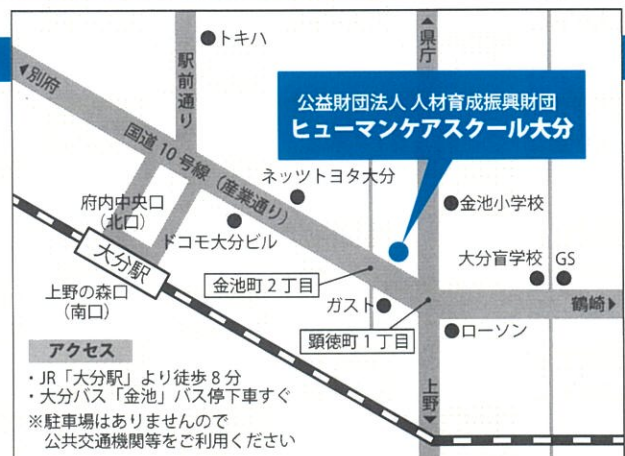 トキハ
▲県庁
駅前通り
◀別府
公益財団法人 人材育成振興財団
ヒューマンケアスクール大分
国道10号線（産業通り）
ネッツトヨタ大分
府内中央口
（北口）
金池小学校
ドコモ大分ビル
大分駅
大分盲学校
GS
金池町2丁目
上野の森口
（南口）
ガスト
鶴崎▶
顕徳町1丁目
ローソン
上野▼
アクセス
・JR「大分駅」より徒歩8分
・大分バス「金池」バス停下車すぐ
※駐車場はありませんので
公共交通機関等をご利用ください